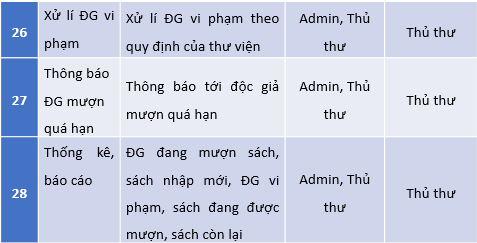 26
Xử lí ĐG vi
phạm
Xử lí ĐG vi phạm theo
quy định của thư viện
Admin, Thủ
thư
Thủ thư
27
Thông báo
ĐG mượn
quá hạn
Thông báo tới độc giả
mượn quá hạn
Admin, Thủ
thư
Thủ thư
28
Thống kê,
báo cáo
ĐG đang mượn sách,
sách nhập mới, ĐG vi
phạm, sách đang được
mượn, sách còn lại
Admin, Thủ
thư
Thủ thư